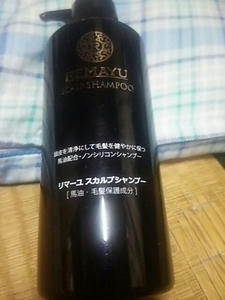 REMAYU
SCALP SHAMPOO
頭皮を清浄にして毛髪を健やかに保つ
馬油配合・ノンシリコンシャンプー
リマーユ スカルプシャンプー
[馬油・毛髪保護成分]